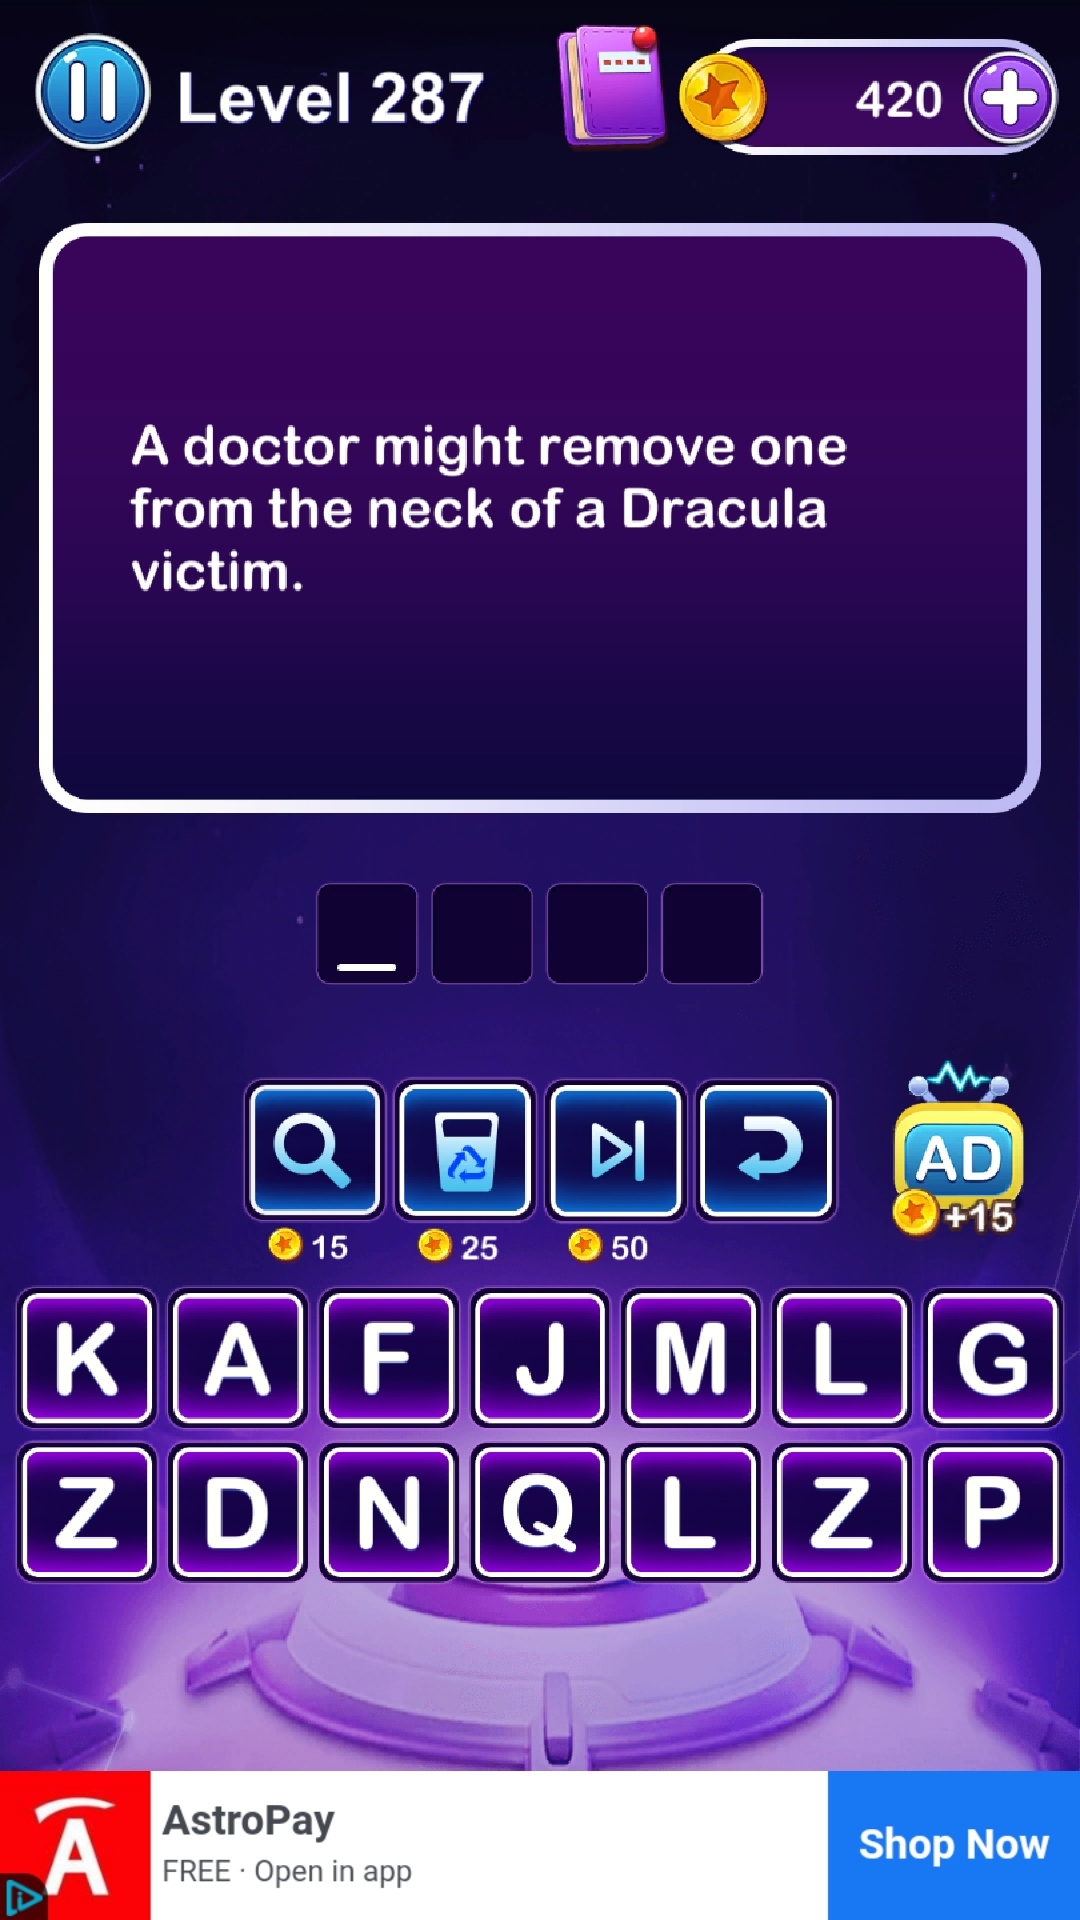 Level 287
420
A doctor might remove one
from the neck of a Dracula
victim.
AD
+15
15 25 50
K A F J M L G
Z D N Q L Z P
A
AstroPay
FREE · Open in app
Shop Now